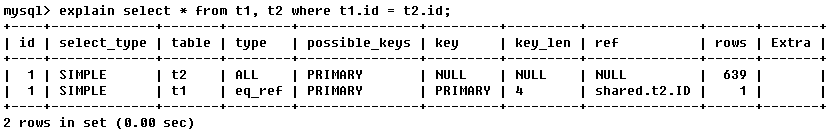 mysql> explain select * from t1, t2 where t1.id = t2.id;
+----+-------------+-------+--------+---------------+---------+---------+--------------+------+-------+
| id | select_type | table | type   | possible_keys | key     | key_len | ref          | rows | Extra |
+----+-------------+-------+--------+---------------+---------+---------+--------------+------+-------+
|  1 | SIMPLE      | t2    | ALL    | PRIMARY       | NULL    | NULL    | NULL         |  639 |       |
|  1 | SIMPLE      | t1    | eq_ref | PRIMARY       | PRIMARY | 4       | shared.t2.ID |    1 |       |
+----+-------------+-------+--------+---------------+---------+---------+--------------+------+-------+
2 rows in set (0.00 sec)